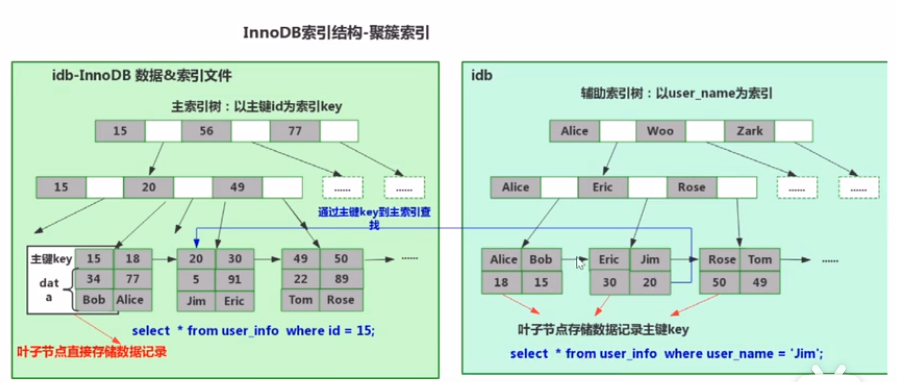 InnoDB索引结构-聚簇索引
idb-InnoDB 数据&索引文件
主索引树：以主键id为索引key
15 56 77
15 20 49 ...... ......
通过主键key到主索引查
找
主键key 15 18 20 30 49 50 ......
dat
a
34 77 5 91 22 89
Bob Alice Jim Eric Tom Rose
select * from user_info where id = 15;
叶子节点直接存储数据记录
idb
辅助索引树：以user_name为索引
Alice Woo Zark
Alice Eric Rose ...... ......
Alice Bob Eric Jim Rose Tom ......
18 15 30 20 50 49
叶子节点存储数据记录主键key
select * from user_info where user_name = 'Jim';